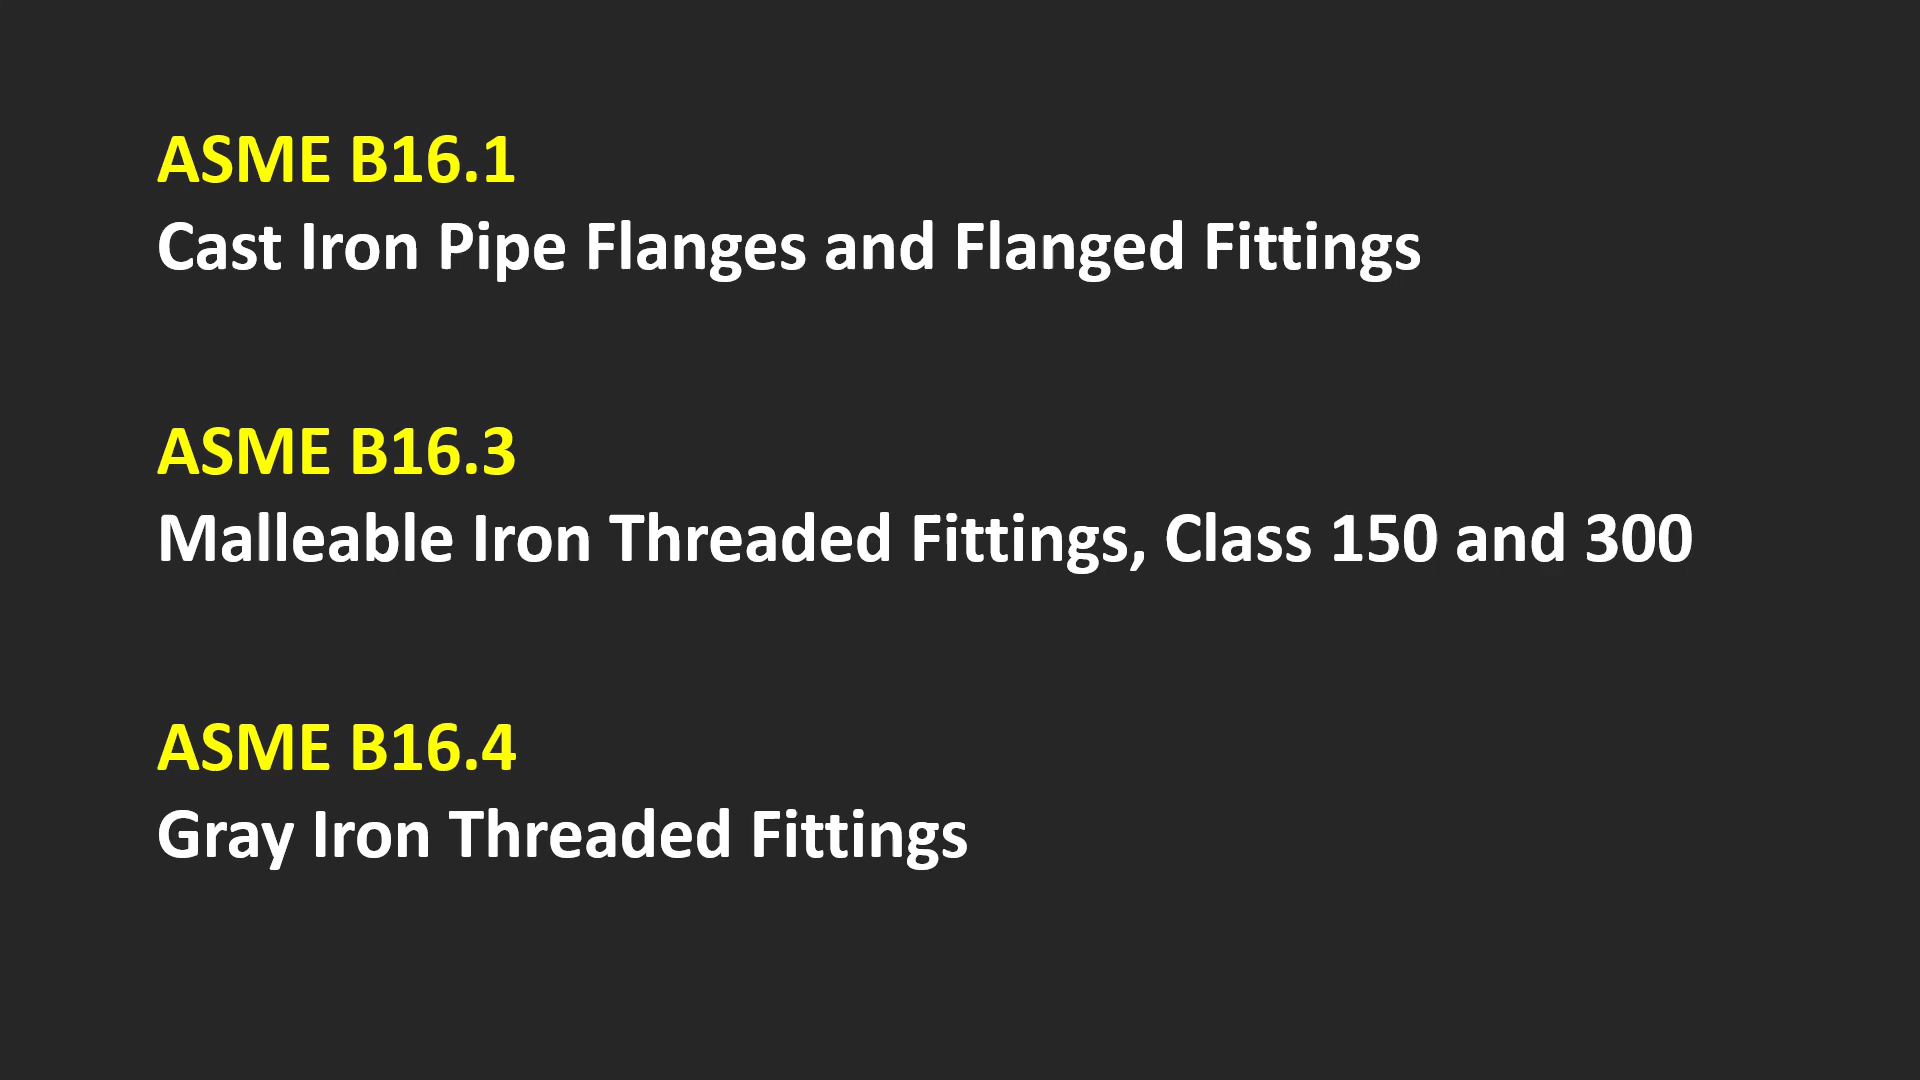 ASME B16.1
Cast Iron Pipe Flanges and Flanged Fittings
ASME B16.3
Malleable Iron Threaded Fittings, Class 150 and 300
ASME B16.4
Gray Iron Threaded Fittings